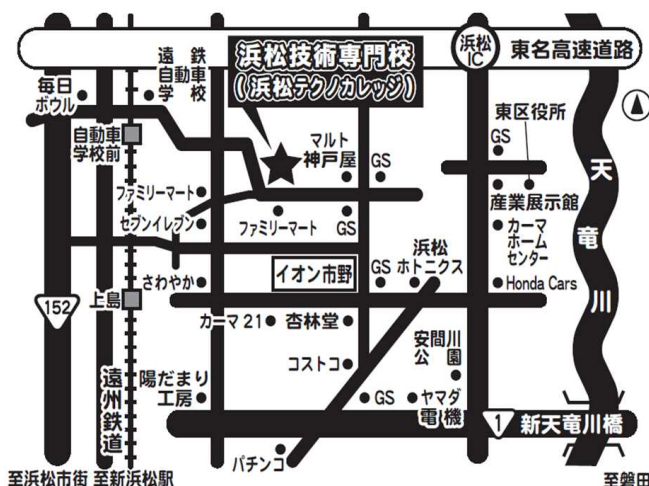 浜松技術専門校
(浜松テクノカレッジ)
浜松
IC
東名高速道路
遠鉄
自動車
学校
毎日
ボウル
自動車
学校前
マルト
神戸屋
GS
GS
東区役所
産業展示館
天竜川
ファミリーマート
セブンイレブン
ファミリーマート
GS
カーマ
ホーム
センター
浜松
ホトニクス
イオン市野
GS
さわやか
Honda Cars
152
上島
カーマ21
杏林堂
安間川
公園
コストコ
遠州鉄道
陽だまり
工房
GS
ヤマダ
電機
1
新天竜川橋
パチンコ
至浜松市街
至新浜松駅
至磐田